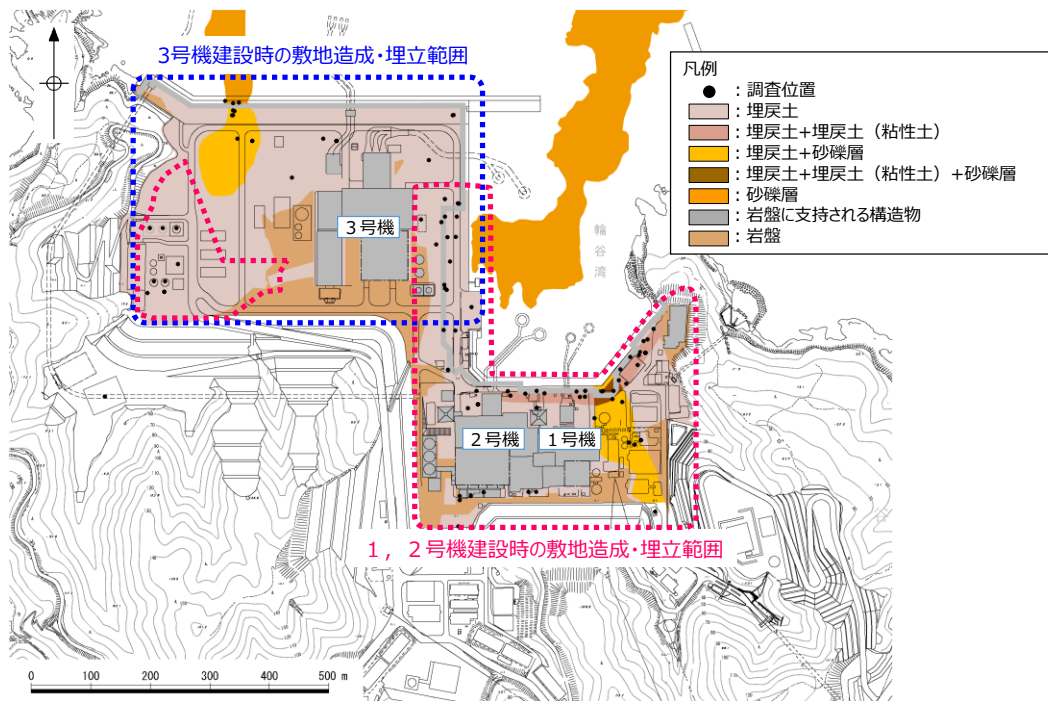 3号機建設時の敷地造成・埋立範囲
凡例
：調査位置
：埋戻土
：埋戻土+埋戻土（粘性土）
：埋戻土+砂礫層
：埋戻土+埋戻土（粘性土）+砂礫層
：砂礫層
：岩盤に支持される構造物
：岩盤
3号機
輪谷湾
2号機
1号機
1，2号機建設時の敷地造成・埋立範囲
0 100 200 300 400 500 m